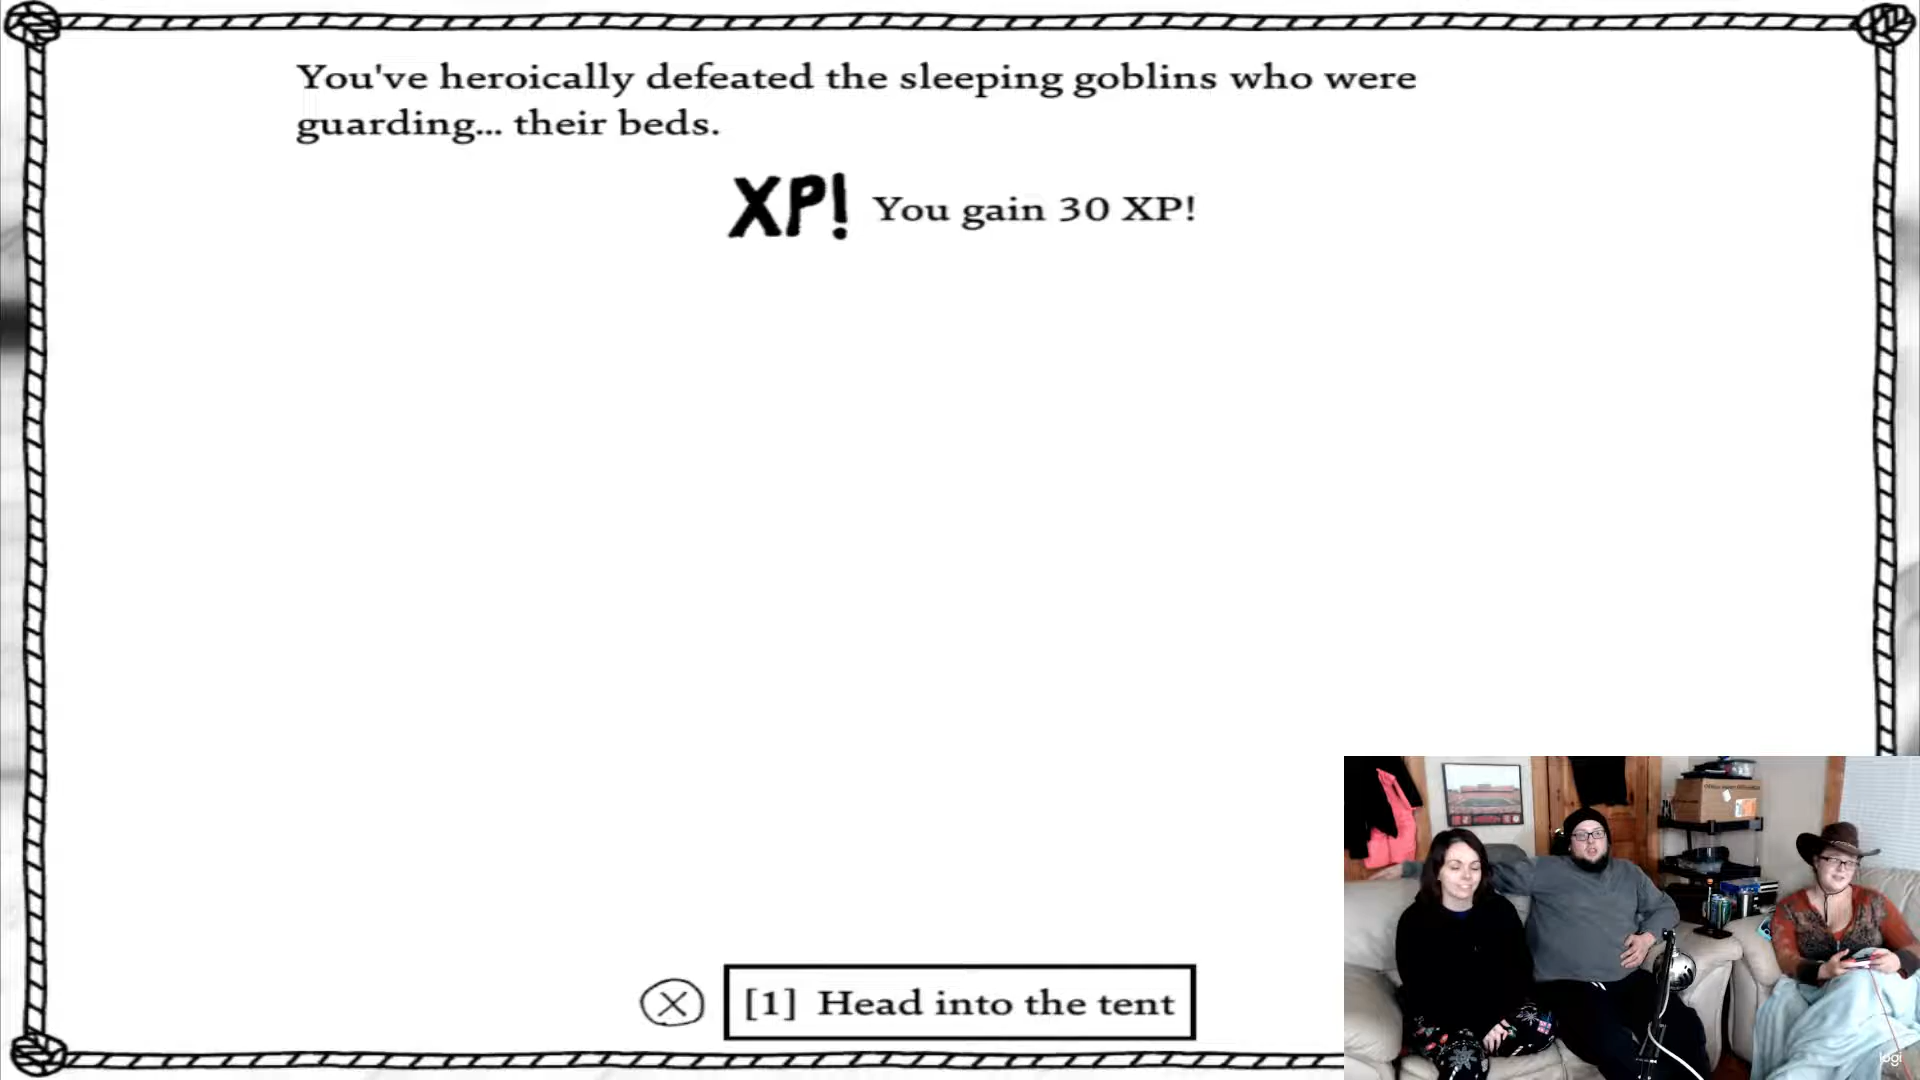 You've heroically defeated the sleeping goblins who were
guarding... their beds.
XP! You gain 30 XP!
[1] Head into the tent
logi